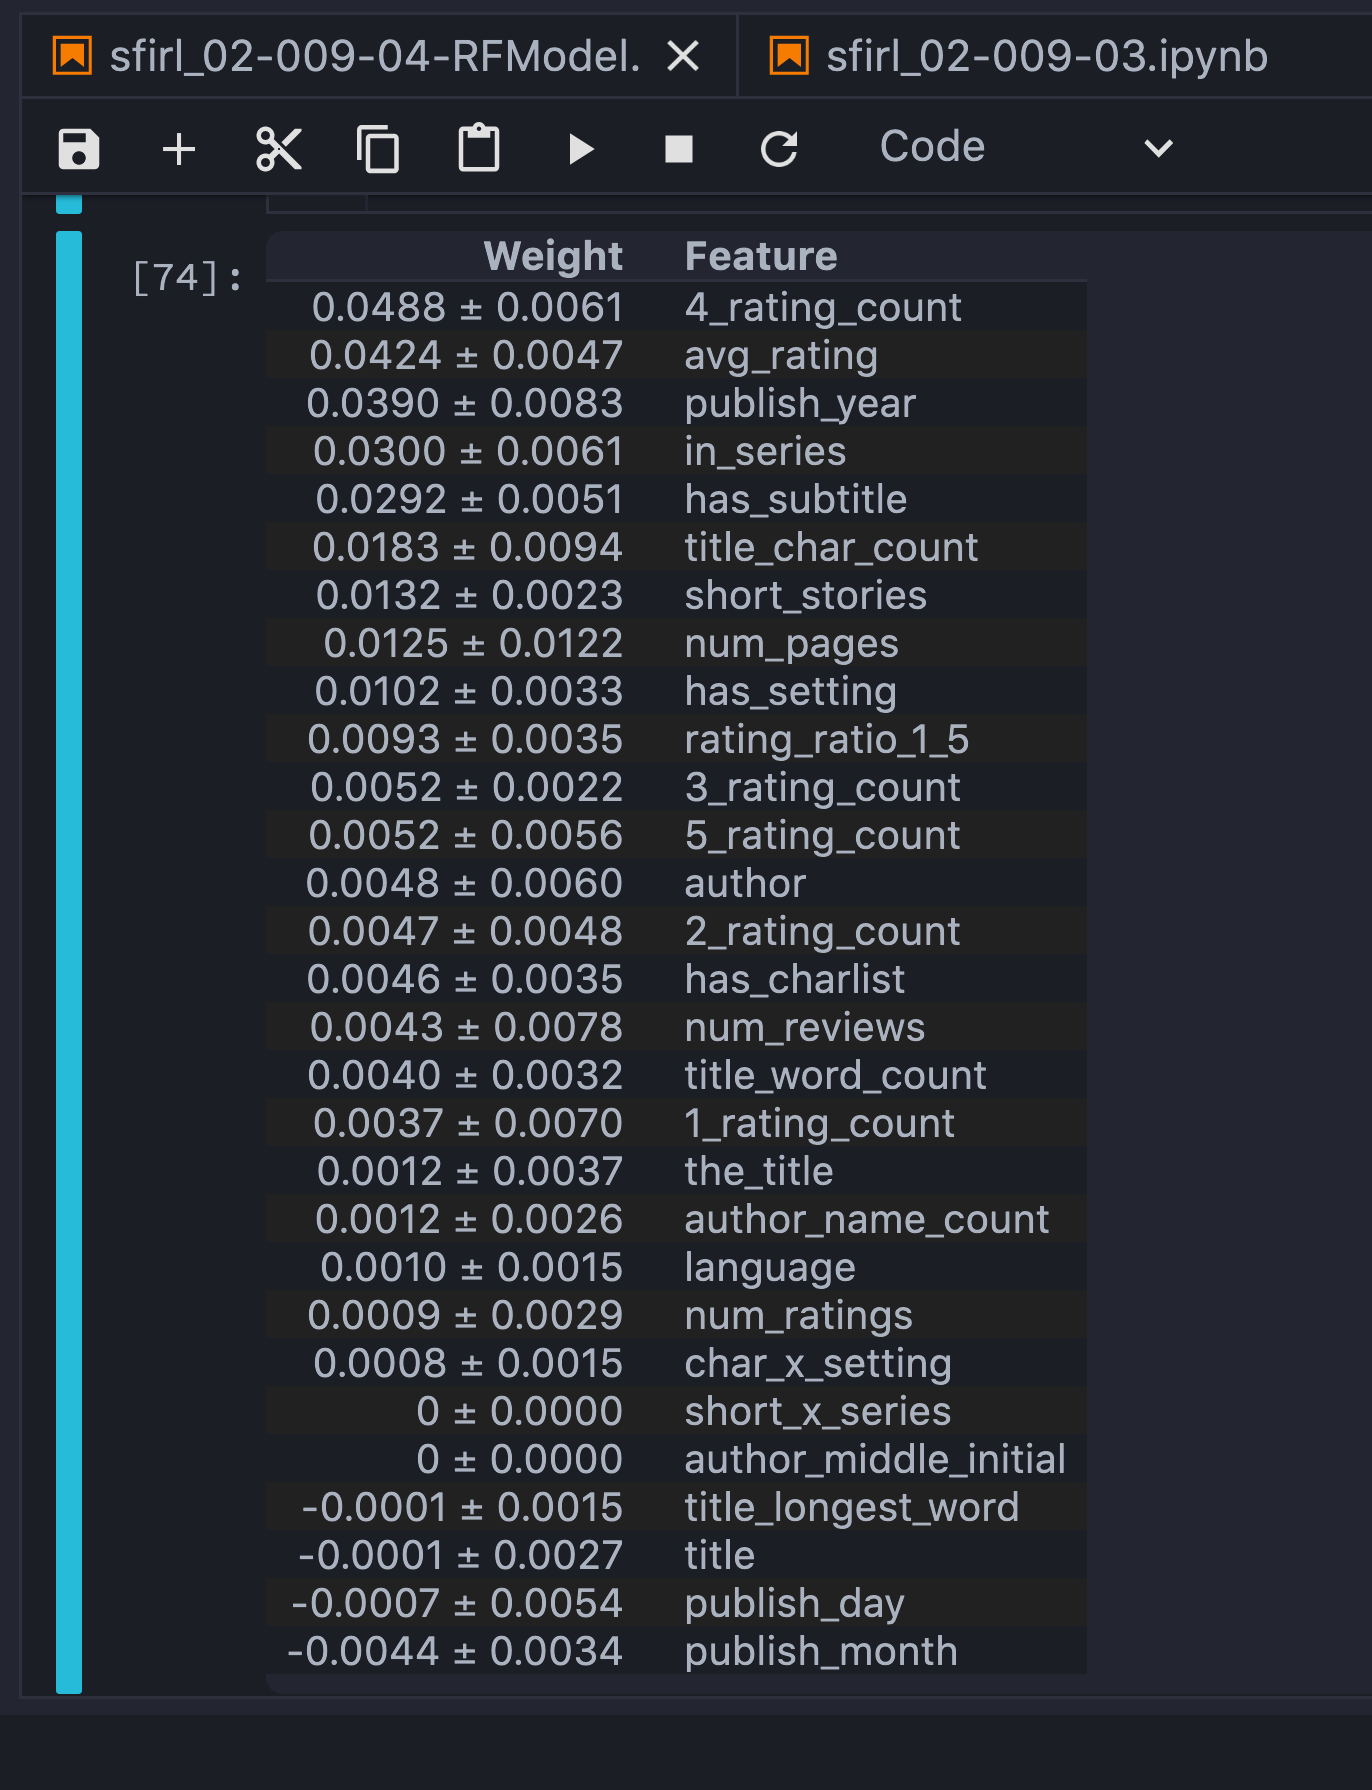 sfirl_02-009-04-RFModel. sfirl_02-009-03.ipynb
Code
[74]: Weight Feature
0.0488 ± 0.0061 4_rating_count
0.0424 ± 0.0047 avg_rating
0.0390 ± 0.0083 publish_year
0.0300 ± 0.0061 in_series
0.0292 ± 0.0051 has_subtitle
0.0183 ± 0.0094 title_char_count
0.0132 ± 0.0023 short_stories
0.0125 ± 0.0122 num_pages
0.0102 ± 0.0033 has_setting
0.0093 ± 0.0035 rating_ratio_1_5
0.0052 ± 0.0022 3_rating_count
0.0052 ± 0.0056 5_rating_count
0.0048 ± 0.0060 author
0.0047 ± 0.0048 2_rating_count
0.0046 ± 0.0035 has_charlist
0.0043 ± 0.0078 num_reviews
0.0040 ± 0.0032 title_word_count
0.0037 ± 0.0070 1_rating_count
0.0012 ± 0.0037 the_title
0.0012 ± 0.0026 author_name_count
0.0010 ± 0.0015 language
0.0009 ± 0.0029 num_ratings
0.0008 ± 0.0015 char_x_setting
0 ± 0.0000 short_x_series
0 ± 0.0000 author_middle_initial
-0.0001 ± 0.0015 title_longest_word
-0.0001 ± 0.0027 title
-0.0007 ± 0.0054 publish_day
-0.0044 ± 0.0034 publish_month